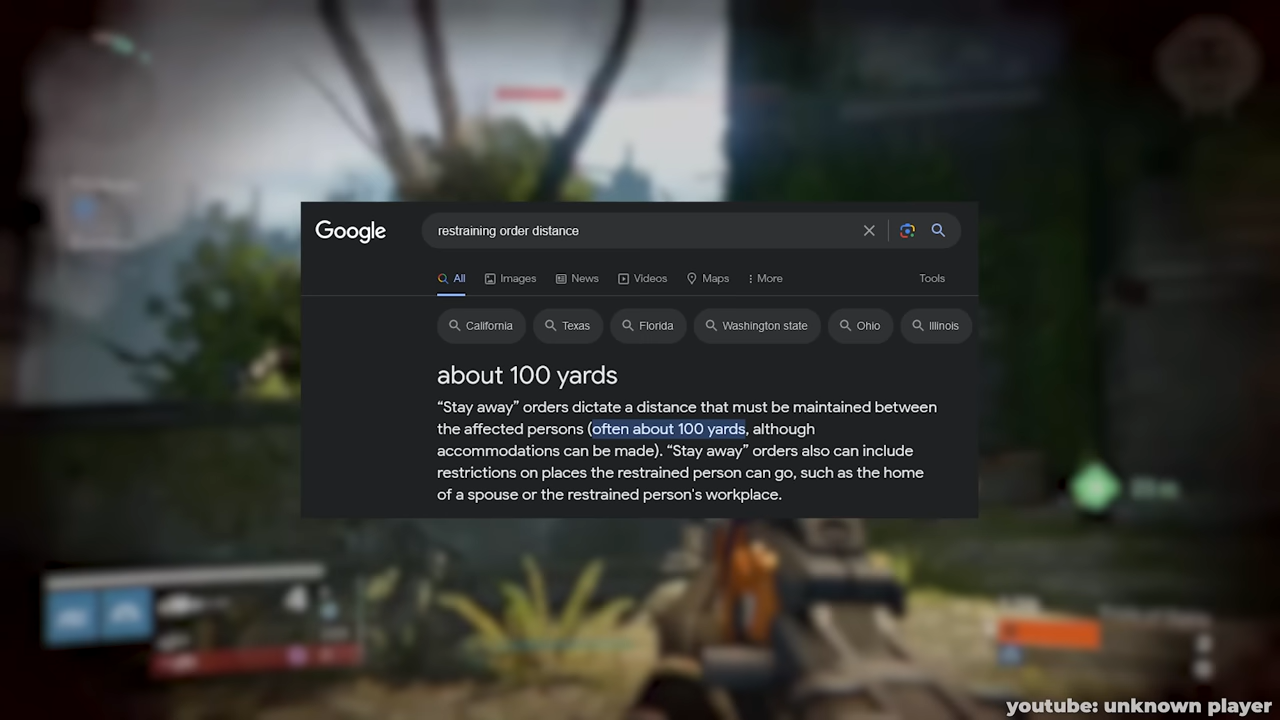 Google
restraining order distance
All Images News Videos Maps More Tools
California Texas Florida Washington state Ohio Illinois
about 100 yards
“Stay away” orders dictate a distance that must be maintained between
the affected persons (often about 100 yards, although
accommodations can be made). “Stay away” orders also can include
restrictions on places the restrained person can go, such as the home
of a spouse or the restrained person's workplace.
youtube: unknown player